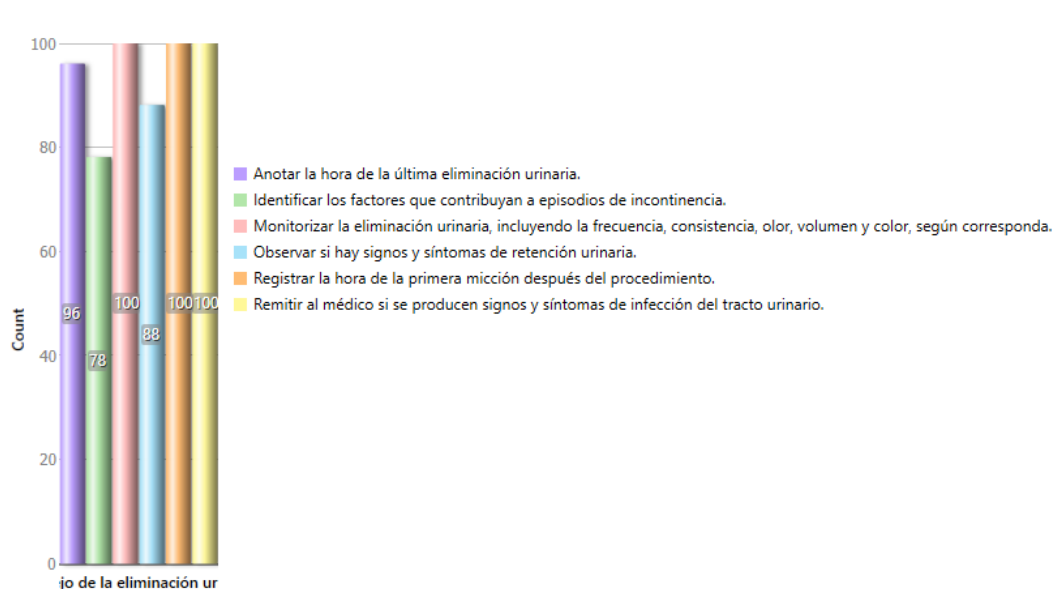 100
80
60
40
20
0
Count
96
78
100
88
100
100
ejo de la eliminación ur
Anotar la hora de la última eliminación urinaria.
Identificar los factores que contribuyan a episodios de incontinencia.
Monitorizar la eliminación urinaria, incluyendo la frecuencia, consistencia, olor, volumen y color, según corresponda.
Observar si hay signos y síntomas de retención urinaria.
Registrar la hora de la primera micción después del procedimiento.
Remitir al médico si se producen signos y síntomas de infección del tracto urinario.